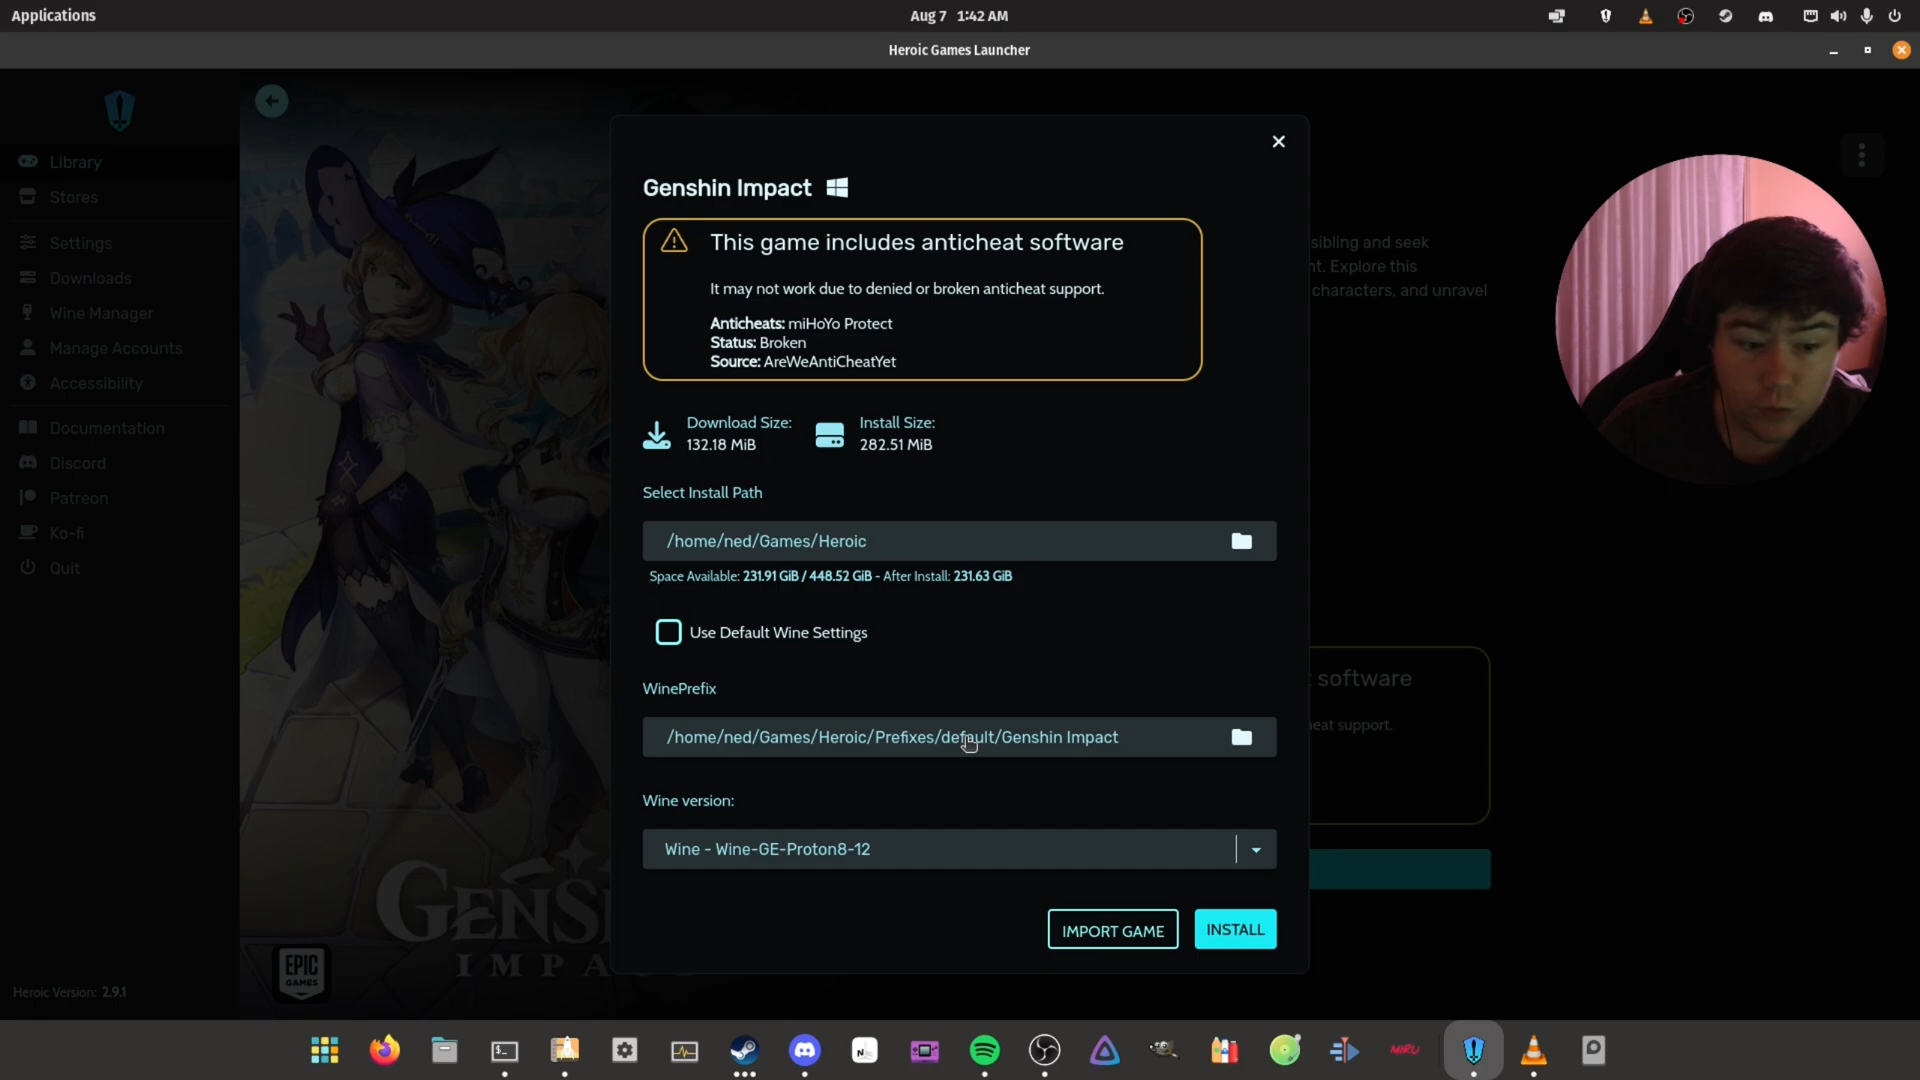 Applications
Aug 7 1:42 AM
Heroic Games Launcher
Library
Stores
Settings
Downloads
Wine Manager
Manage Accounts
Accessibility
Documentation
Discord
Patreon
Ko-fi
Quit
Heroic Version: 2.9.1
Genshin Impact
This game includes anticheat software
It may not work due to denied or broken anticheat support.
Anticheats: miHoYo Protect
Status: Broken
Source: AreWeAntiCheatYet
Download Size:
132.18 MiB
Install Size:
282.51 MiB
Select Install Path
/home/ned/Games/Heroic
Space Available: 231.91 GiB / 448.52 GiB - After Install: 231.63 GiB
Use Default Wine Settings
WinePrefix
/home/ned/Games/Heroic/Prefixes/default/Genshin Impact
Wine version:
Wine - Wine-GE-Proton8-12
IMPORT GAME
INSTALL
sibling and seek
nt. Explore this
characters, and unravel
software
eat support.
GENS
IMPA
EPIC
GAMES
MIRU